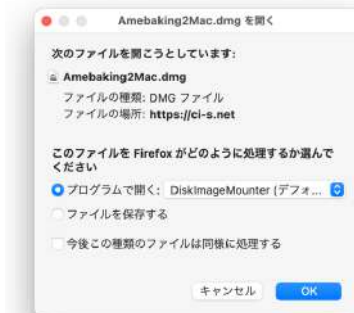 Amebaking2Mac.dmg を開く
次のファイルを開こうとしています:
Amebaking2Mac.dmg
ファイルの種類: DMG ファイル
ファイルの場所: https://ci-s.net
このファイルを Firefox がどのように処理するか選んで
ください
プログラムで開く: DiskImageMounter (デフォ...
ファイルを保存する
今後この種類のファイルは同様に処理する
キャンセル OK